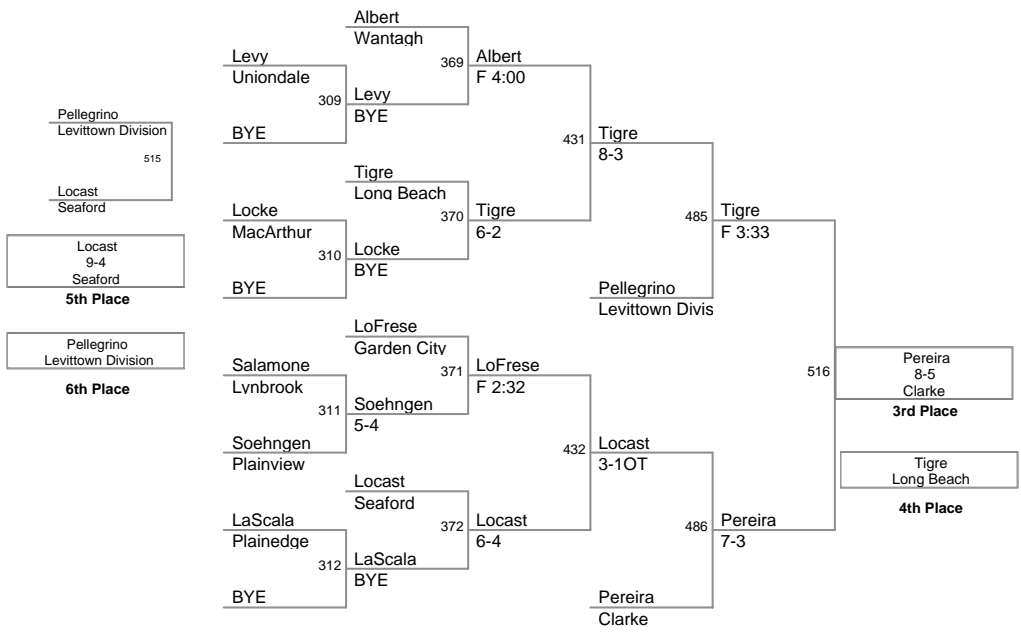 Albert
Wantagh
Levy
Uniondale
309
BYE
Levy
BYE
369
Albert
F 4:00
Tigre
Long Beach
Locke
MacArthur
310
BYE
Locke
BYE
370
Tigre
6-2
431
Tigre
8-3
Pellegrino
Levittown Divis
485
Tigre
F 3:33
LoFrese
Garden City
Salamone
Lynbrook
311
Soehngen
Plainview
Soehngen
5-4
371
LoFrese
F 2:32
Locast
Seaford
LaScala
Plainedge
312
BYE
LaScala
BYE
372
Locast
6-4
432
Locast
3-1OT
Pereira
Clarke
486
Pereira
7-3
516
Pereira
8-5
Clarke
3rd Place
Tigre
Long Beach
4th Place
Pellegrino
Levittown Division
515
Locast
Seaford
Locast
9-4
Seaford
5th Place
Pellegrino
Levittown Division
6th Place